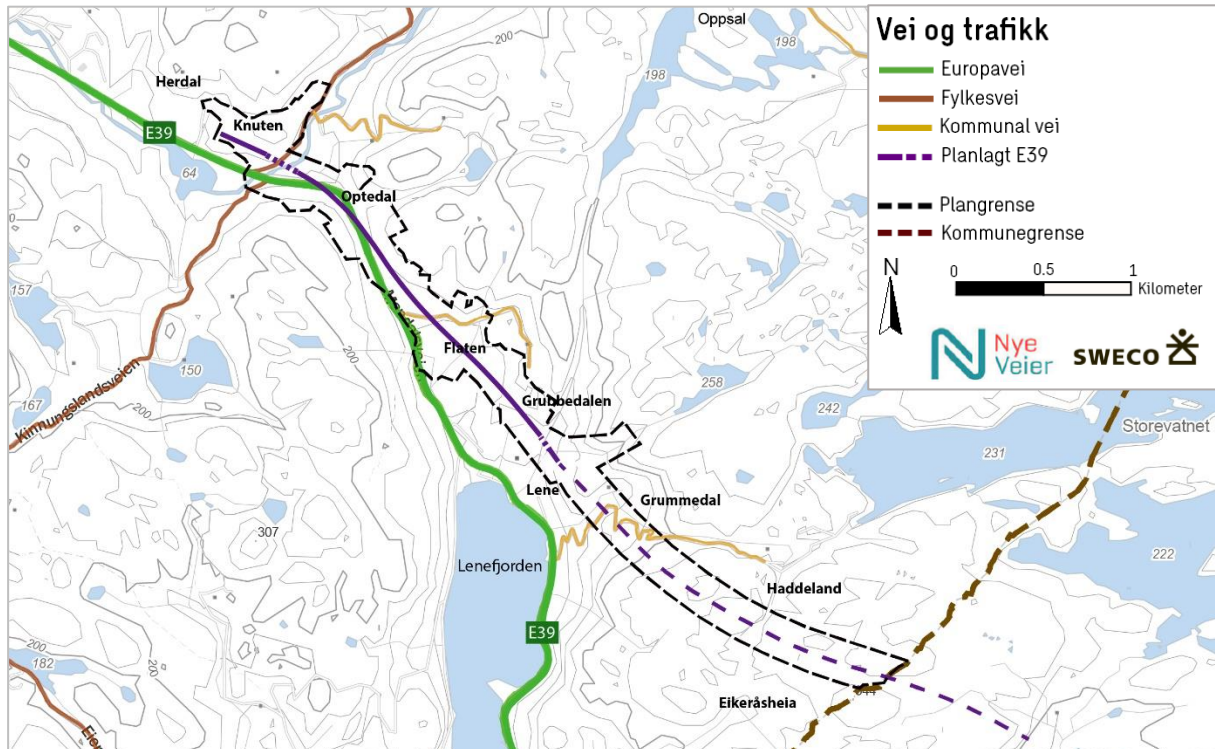 Oppsal
200
198
198
Herdal
Knuten
E39
64
Optedal
157
200
150
167
200
Kinnungslandsveien
Flaten
Grubbedalen
258
242
Storevatnet
231
Lene
Grummedal
307
Lenefjorden
222
Haddeland
E39
200
200
182
Eikeråsheia
Vei og trafikk
Europavei
Fylkesvei
Kommunal vei
Planlagt E39
Plangrense
Kommunegrense
N
0 0.5 1
Kilometer
Nye
Veier
SWECO